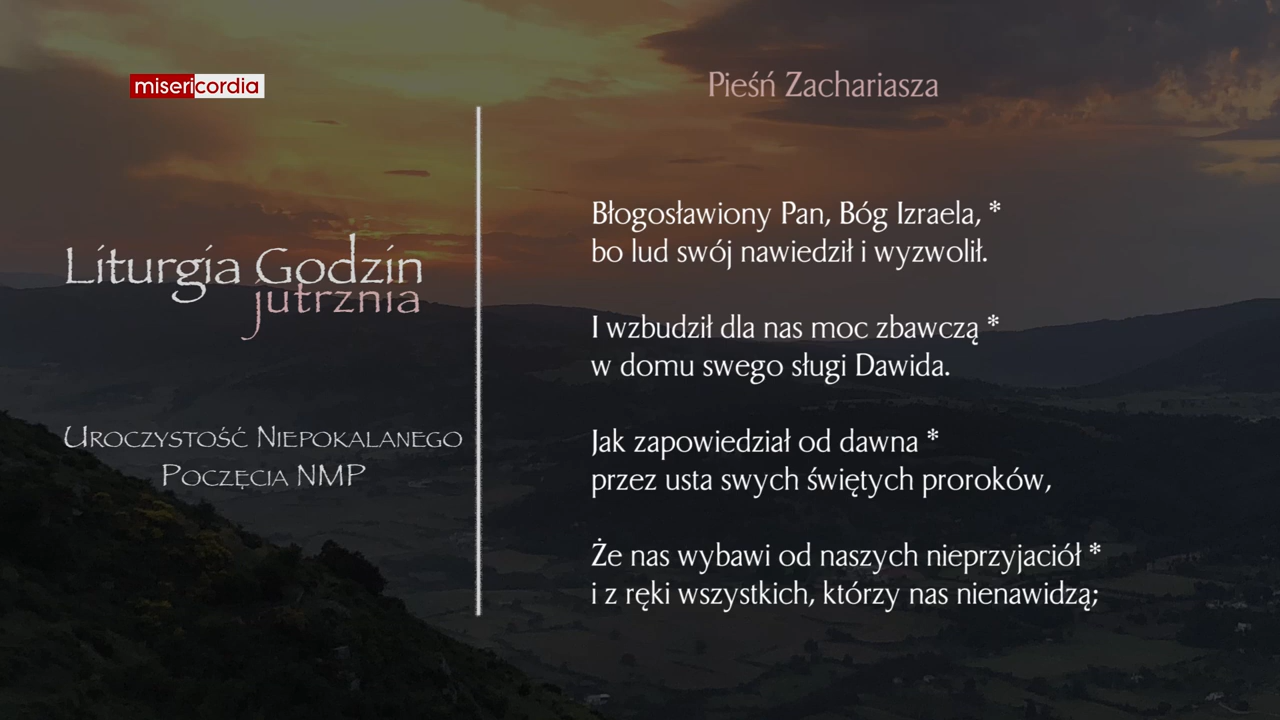 misericordia
Liturgia Godzin
jutrznia
Uroczystość Niepokalanego
Poczęcia NMP
Pieśń Zachariasza
Błogosławiony Pan, Bóg Izraela, *
bo lud swój nawiedził i wyzwolił.
I wzbudził dla nas moc zbawczą *
w domu swego sługi Dawida.
Jak zapowiedział od dawna *
przez usta swych świętych proroków,
Że nas wybawi od naszych nieprzyjaciół *
i z ręki wszystkich, którzy nas nienawidzą;